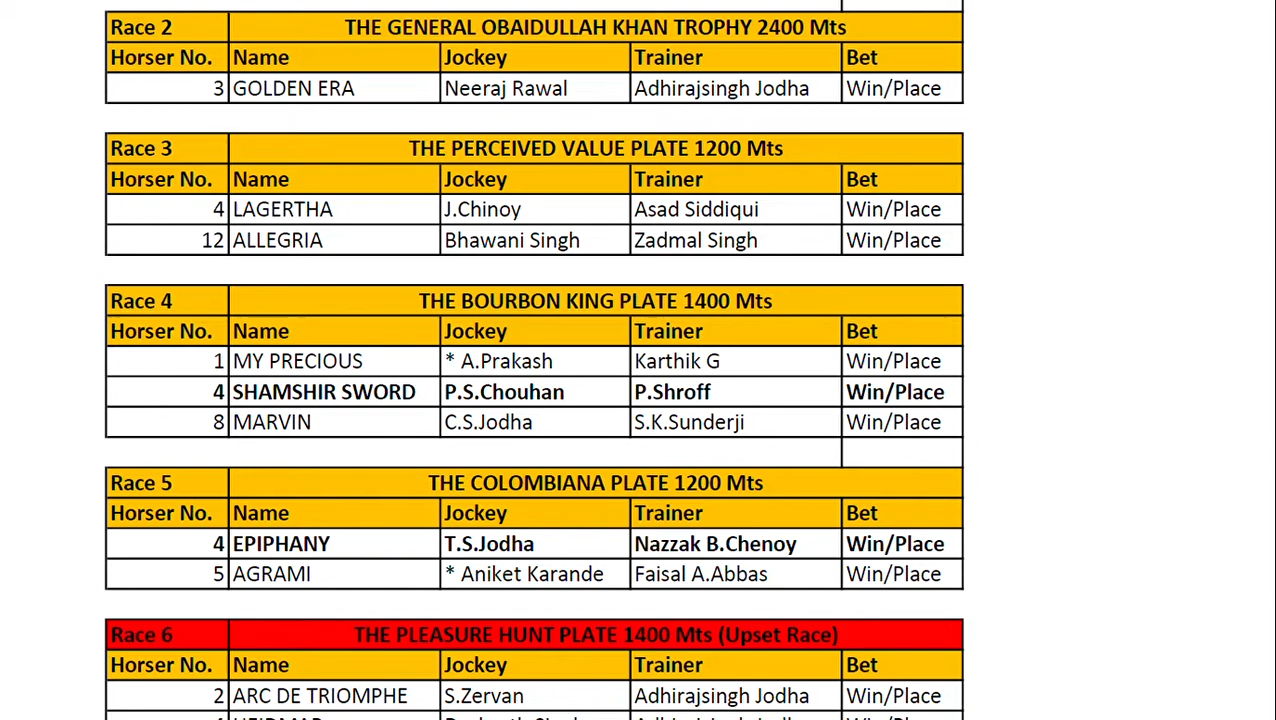 Race 2 THE GENERAL OBAIDULLAH KHAN TROPHY 2400 Mts
Horser No. Name Jockey Trainer Bet
3 GOLDEN ERA Neeraj Rawal Adhirajsingh Jodha Win/Place
Race 3 THE PERCEIVED VALUE PLATE 1200 Mts
Horser No. Name Jockey Trainer Bet
4 LAGERTHA J.Chinoy Asad Siddiqui Win/Place
12 ALLEGRIA Bhawani Singh Zadmal Singh Win/Place
Race 4 THE BOURBON KING PLATE 1400 Mts
Horser No. Name Jockey Trainer Bet
1 MY PRECIOUS * A.Prakash Karthik G Win/Place
4 SHAMSHIR SWORD P.S.Chouhan P.Shroff Win/Place
8 MARVIN C.S.Jodha S.K.Sunderji Win/Place
Race 5 THE COLOMBIANA PLATE 1200 Mts
Horser No. Name Jockey Trainer Bet
4 EPIPHANY T.S.Jodha Nazzak B.Chenoy Win/Place
5 AGRAMI * Aniket Karande Faisal A.Abbas Win/Place
Race 6 THE PLEASURE HUNT PLATE 1400 Mts (Upset Race)
Horser No. Name Jockey Trainer Bet
2 ARC DE TRIOMPHE S.Zervan Adhirajsingh Jodha Win/Place